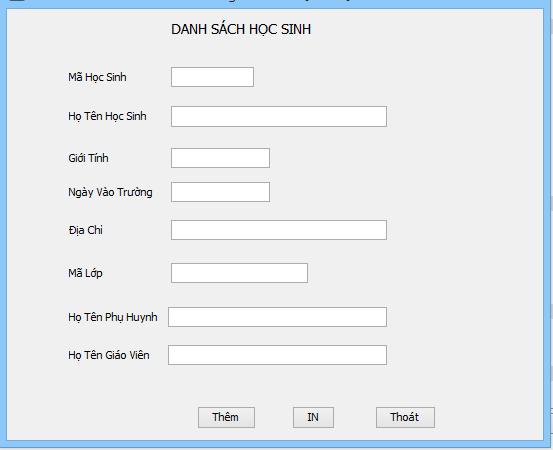 DANH SÁCH HỌC SINH
Mã Học Sinh
Họ Tên Học Sinh
Giới Tính
Ngày Vào Trường
Địa Chỉ
Mã Lớp
Họ Tên Phụ Huynh
Họ Tên Giáo Viên
Thêm IN Thoát